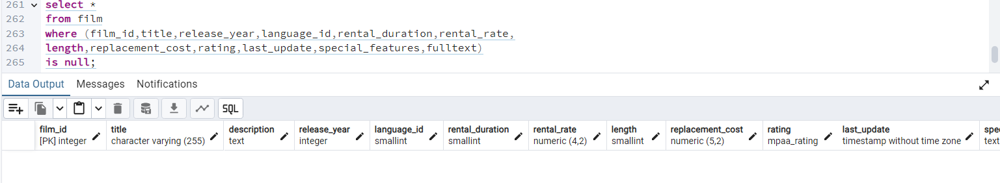 261 select *
262 from film
263 where (film_id,title,release_year,language_id,rental_duration,rental_rate,
264 length,replacement_cost,rating,last_update,special_features,fulltext)
265 is null;
Data Output Messages Notifications
SQL
film_id title description release_year language_id rental_duration rental_rate length replacement_cost rating last_update
[PK] integer character varying (255) text integer smallint smallint numeric (4,2) smallint numeric (5,2) mpaa_rating timestamp without time zone text